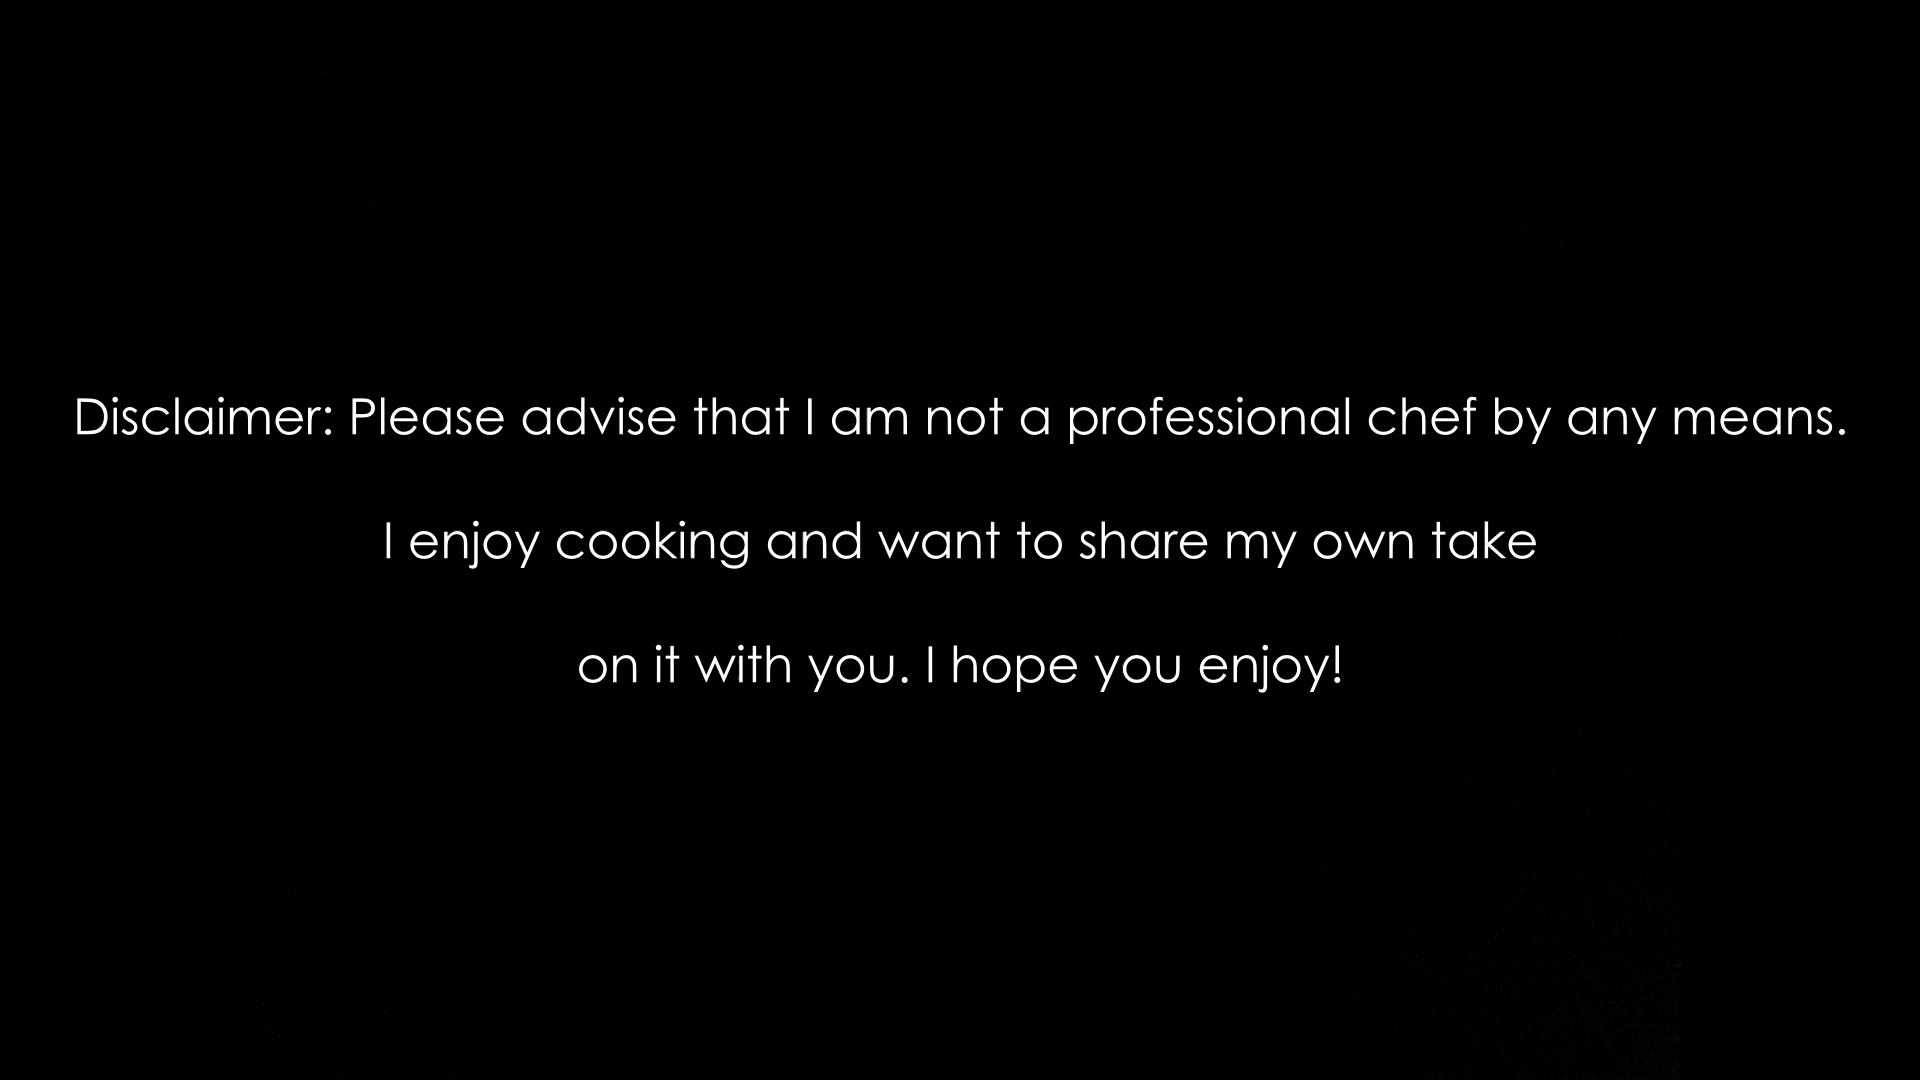 Disclaimer: Please advise that I am not a professional chef by any means.
I enjoy cooking and want to share my own take
on it with you. I hope you enjoy!